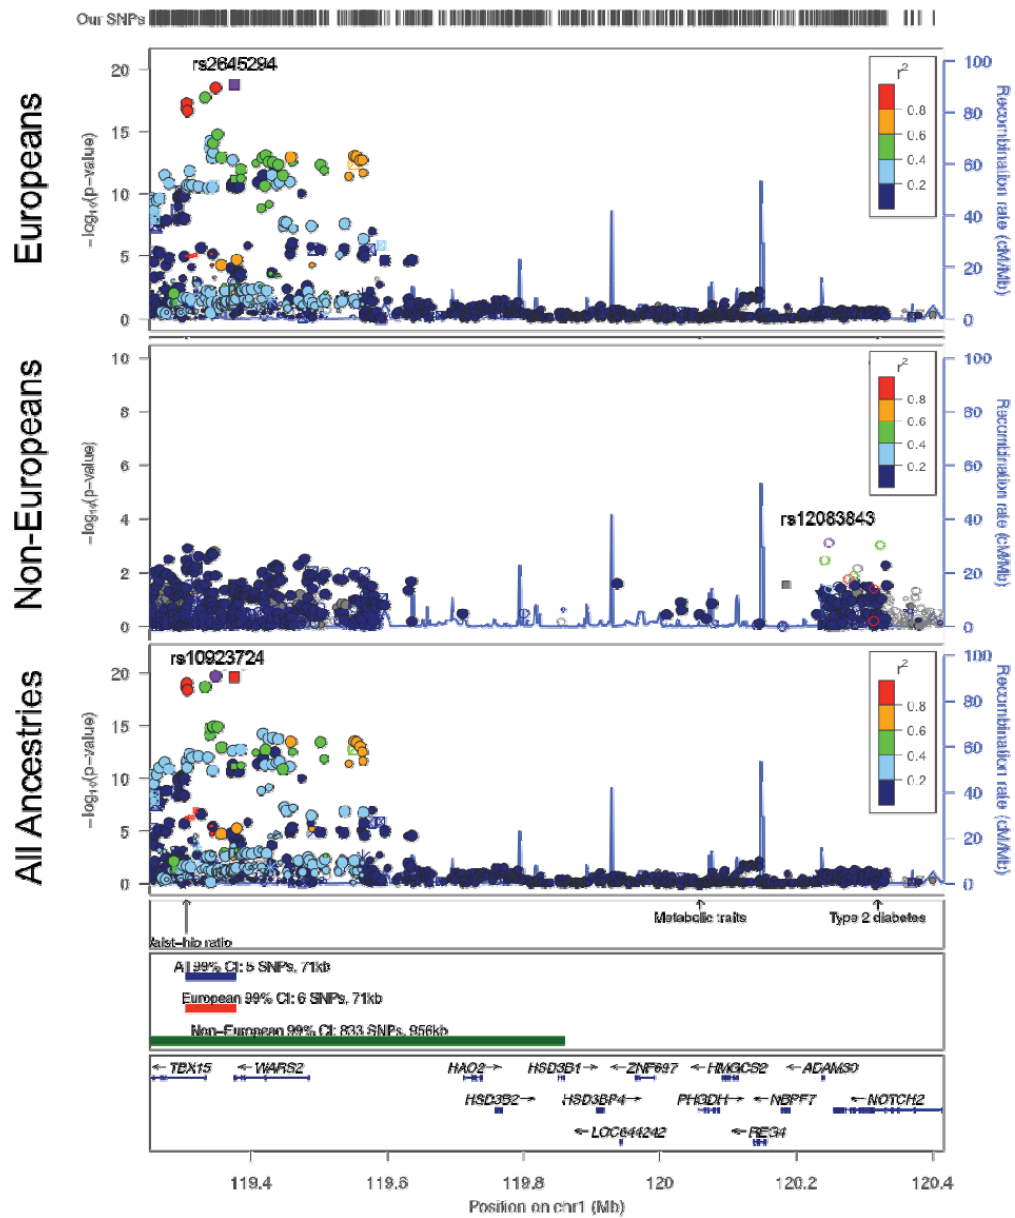 Our SNPs
Europeans
rs2645294
−log₁₀(p−value)
20
15
10
5
0
r²
0.8
0.6
0.4
0.2
100
80
60
40
20
0
Recombination rate (cM/Mb)
Non-Europeans
rs12083843
−log₁₀(p−value)
10
8
6
4
2
0
r²
0.8
0.6
0.4
0.2
100
80
60
40
20
0
Recombination rate (cM/Mb)
All Ancestries
rs10923724
−log₁₀(p−value)
20
15
10
5
0
r²
0.8
0.6
0.4
0.2
100
80
60
40
20
0
Recombination rate (cM/Mb)
Metabolic traits
Type 2 diabetes
aist−hip ratio
All 99% CI: 5 SNPs, 71kb
European 99% CI: 6 SNPs, 71kb
Non−European 99% CI: 833 SNPs, 956kb
← TBX15
← WARS2
HAO2 →
HSD3B1 →
← ZNF697
← HMGCS2
← ADAM30
HSD3B2 →
HSD3BP4 →
PHGDH →
← NBPF7
← NOTCH2
← LOC644242
← REG4
119.4
119.6
119.8
120
120.2
120.4
Position on chr1 (Mb)